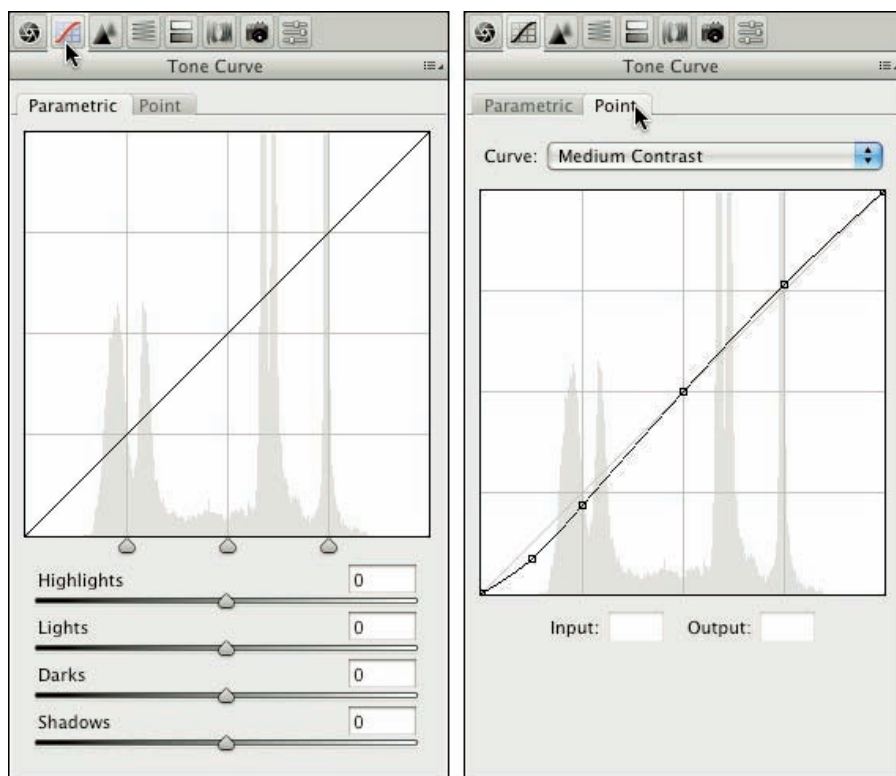 Tone Curve
Parametric Point
Highlights 0
Lights 0
Darks 0
Shadows 0
Tone Curve
Parametric Point
Curve: Medium Contrast
Input: Output: